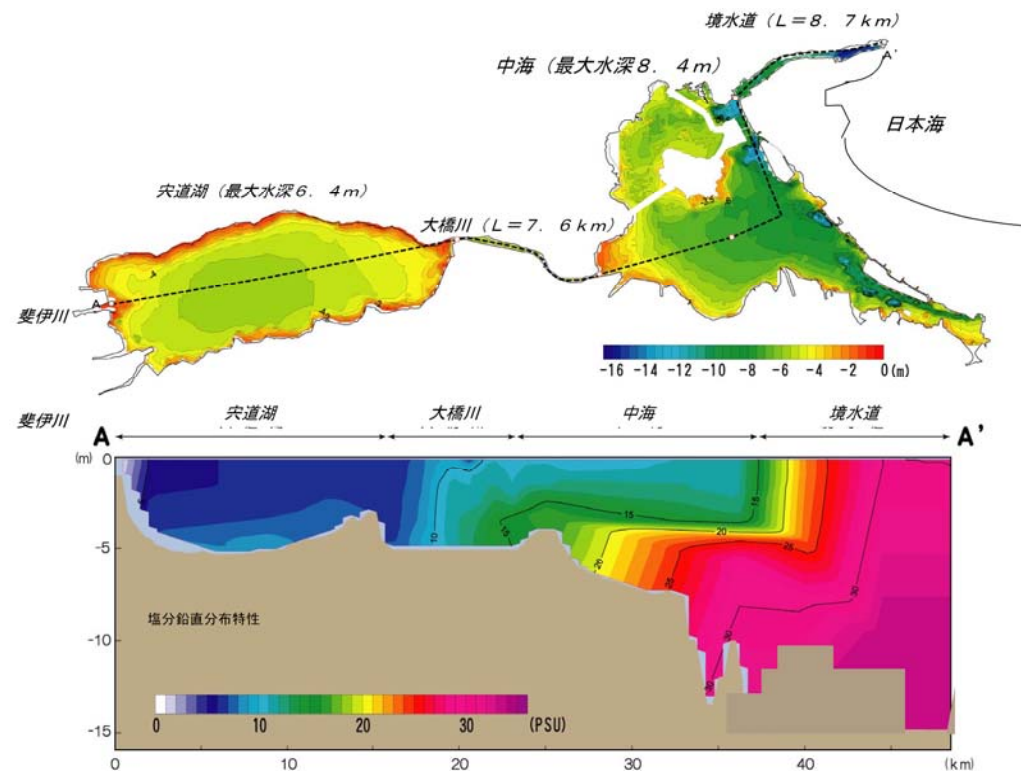 境水道（L＝8．7km）
中海（最大水深8．4m）
A'
日本海
宍道湖（最大水深6．4m）
大橋川（L＝7．6km）
A
斐伊川
-16 -14 -12 -10 -8 -6 -4 -2 0(m)
斐伊川 宍道湖 大橋川 中海 境水道
A A'
(m) 0
-5
-10
-15
10 15 15 15 20 20 25 25 30 30
塩分鉛直分布特性
0 10 20 30 (PSU)
0 10 20 30 40 (km)